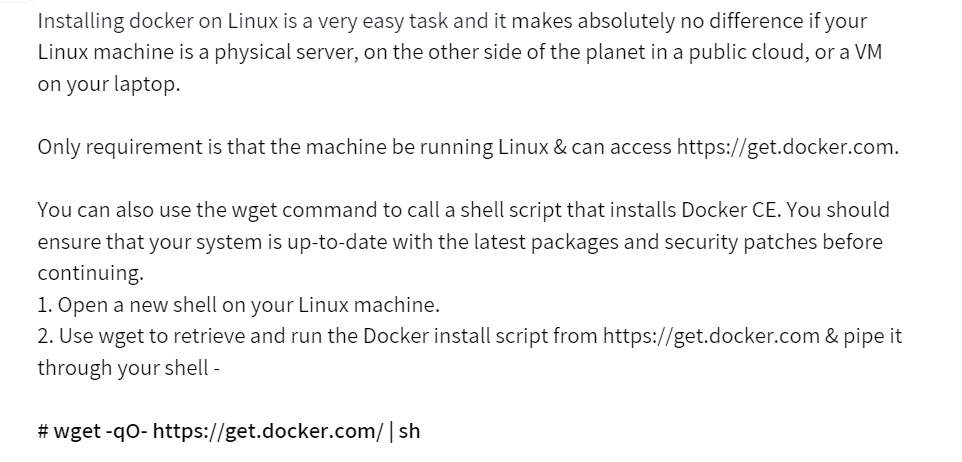 Installing docker on Linux is a very easy task and it makes absolutely no difference if your
Linux machine is a physical server, on the other side of the planet in a public cloud, or a VM
on your laptop.
Only requirement is that the machine be running Linux & can access https://get.docker.com.
You can also use the wget command to call a shell script that installs Docker CE. You should
ensure that your system is up-to-date with the latest packages and security patches before
continuing.
1. Open a new shell on your Linux machine.
2. Use wget to retrieve and run the Docker install script from https://get.docker.com & pipe it
through your shell -
# wget -qO- https://get.docker.com/ | sh